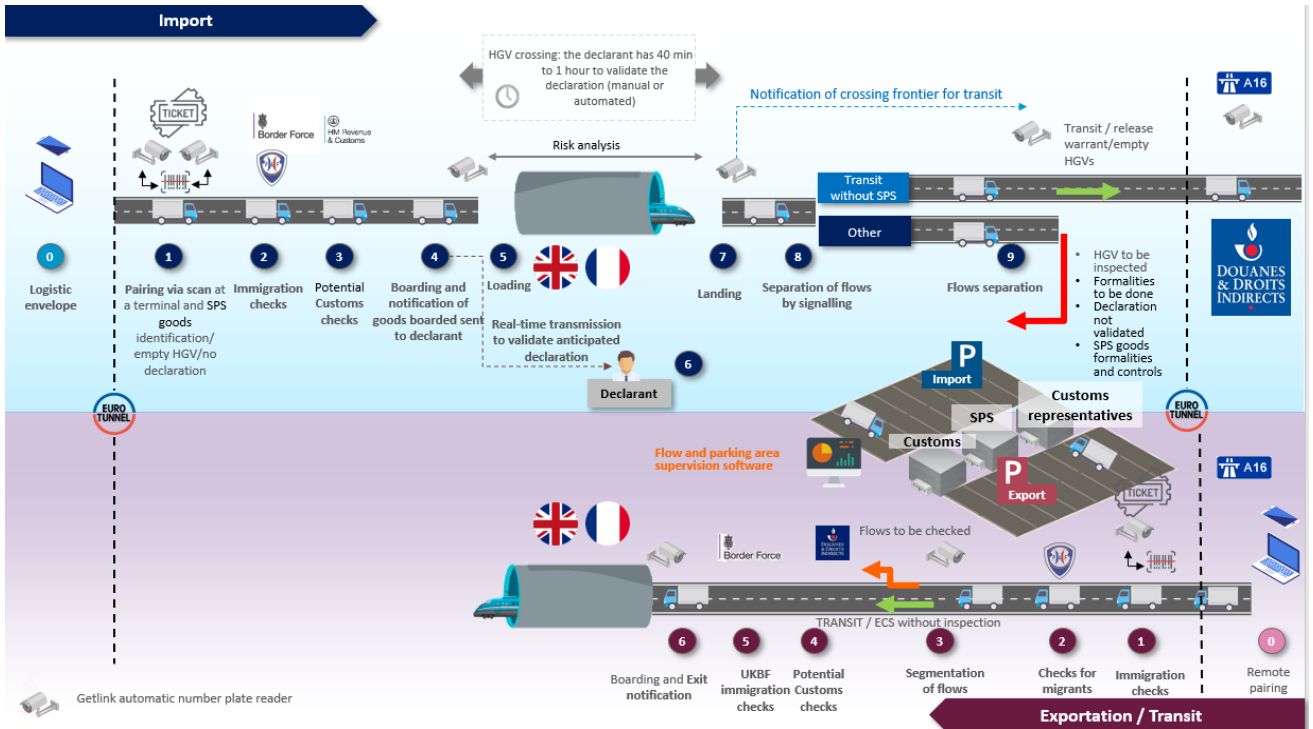 Import
HGV crossing: the declarant has 40 min
to 1 hour to validate the
declaration (manual or
automated)
Notification of crossing frontier for transit
A16
TICKET
Border Force
HM Revenue
& Customs
Risk analysis
Transit / release
warrant/empty
HGVs
Transit
without SPS
Other
0
Logistic
envelope
1
Pairing via scan at
a terminal and SPS
goods
identification/
empty HGV/no
declaration
2
Immigration
checks
3
Potential
Customs
checks
4
Boarding and
notification of
goods boarded sent
to declarant
5
Loading
Real-time transmission
to validate anticipated
declaration
6
Declarant
7
Landing
8
Separation of flows
by signalling
9
Flows separation
• HGV to be
inspected
• Formalities
to be done
• Declaration
not
validated
• SPS goods
formalities
and controls
DOUANES
& DROITS
INDIRECTS
EURO
TUNNEL
P
Import
Customs
representatives
SPS
Customs
P
Export
EURO
TUNNEL
Flow and parking area
supervision software
A16
TICKET
Border Force
DOUANES
& DROITS
INDIRECTS
Flows to be checked
TRANSIT / ECS without inspection
6
Boarding and Exit
notification
5
UKBF
immigration
checks
4
Potential
Customs
checks
3
Segmentation
of flows
2
Checks for
migrants
1
Immigration
checks
0
Remote
pairing
Getlink automatic number plate reader
Exportation / Transit